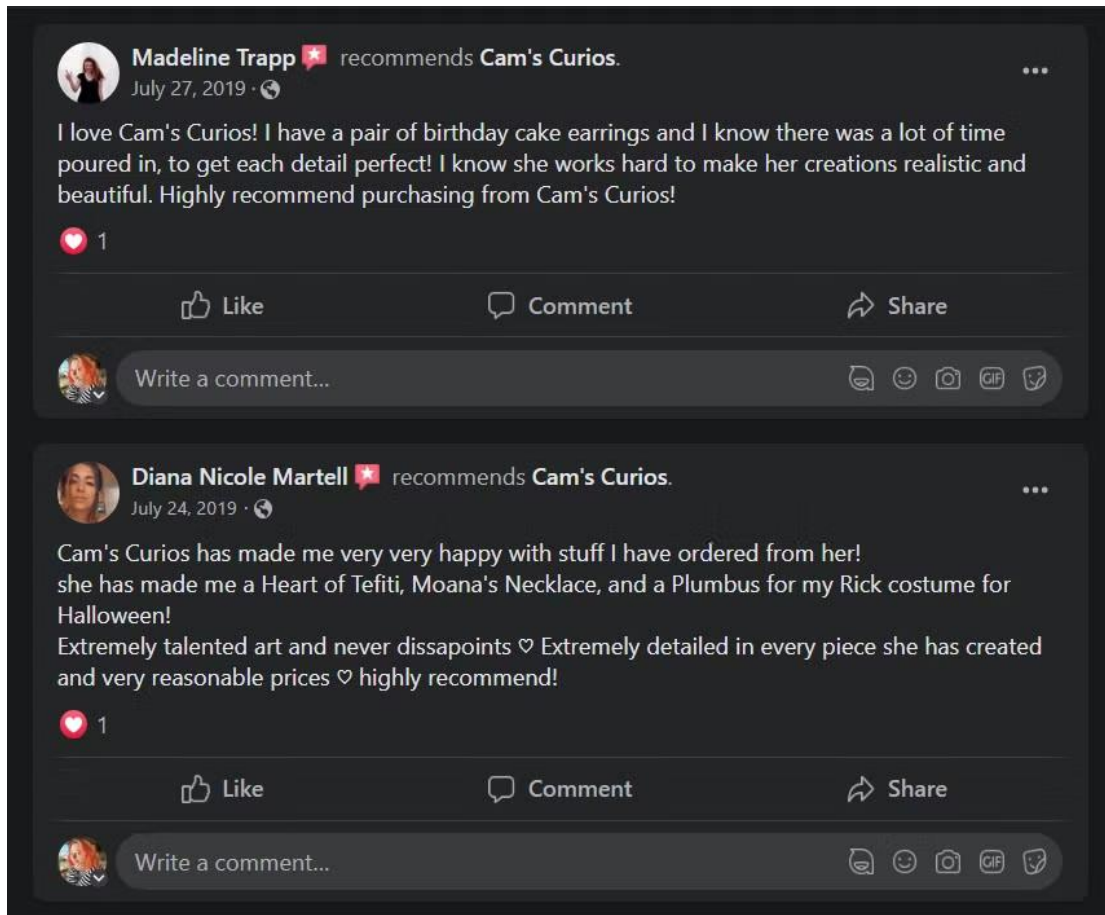 Madeline Trapp recommends Cam's Curios.
July 27, 2019 ·
I love Cam's Curios! I have a pair of birthday cake earrings and I know there was a lot of time
poured in, to get each detail perfect! I know she works hard to make her creations realistic and
beautiful. Highly recommend purchasing from Cam's Curios!
1
Like Comment Share
Write a comment...
GIF
Diana Nicole Martell recommends Cam's Curios.
July 24, 2019 ·
Cam's Curios has made me very very happy with stuff I have ordered from her!
she has made me a Heart of Tefiti, Moana's Necklace, and a Plumbus for my Rick costume for
Halloween!
Extremely talented art and never dissapoints ♡ Extremely detailed in every piece she has created
and very reasonable prices ♡ highly recommend!
1
Like Comment Share
Write a comment...
GIF